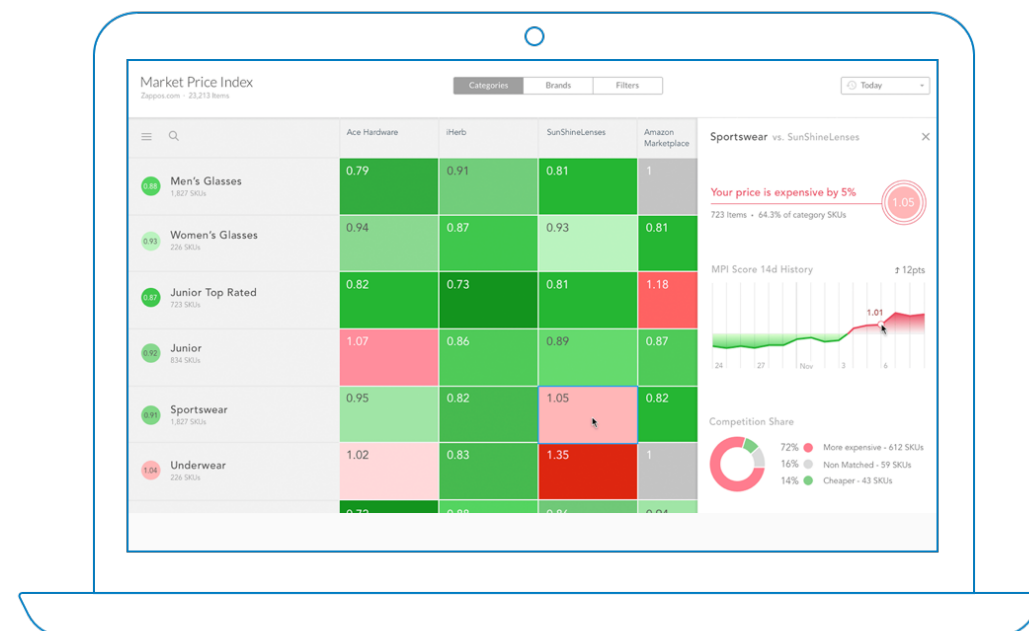 Market Price Index
Zappos.com - 23,213 Items
Categories
Brands
Filters
Today
Ace Hardware
iHerb
SunShineLenses
Amazon
Marketplace
Sportswear vs. SunShineLenses
0.88
Men's Glasses
1,827 SKUs
0.79
0.91
0.81
1
Your price is expensive by 5%
1.05
723 Items • 64.3% of category SKUs
0.93
Women's Glasses
226 SKUs
0.94
0.87
0.93
0.81
MPI Score 14d History
12pts
0.87
Junior Top Rated
723 SKUs
0.82
0.73
0.81
1.18
1.01
0.92
Junior
834 SKUs
1.07
0.86
0.89
0.87
24
27
Nov
3
6
0.91
Sportswear
1,827 SKUs
0.95
0.82
1.05
0.82
Competition Share
72% More expensive - 612 SKUs
16% Non Matched - 59 SKUs
14% Cheaper - 43 SKUs
1.04
Underwear
226 SKUs
1.02
0.83
1.35
1